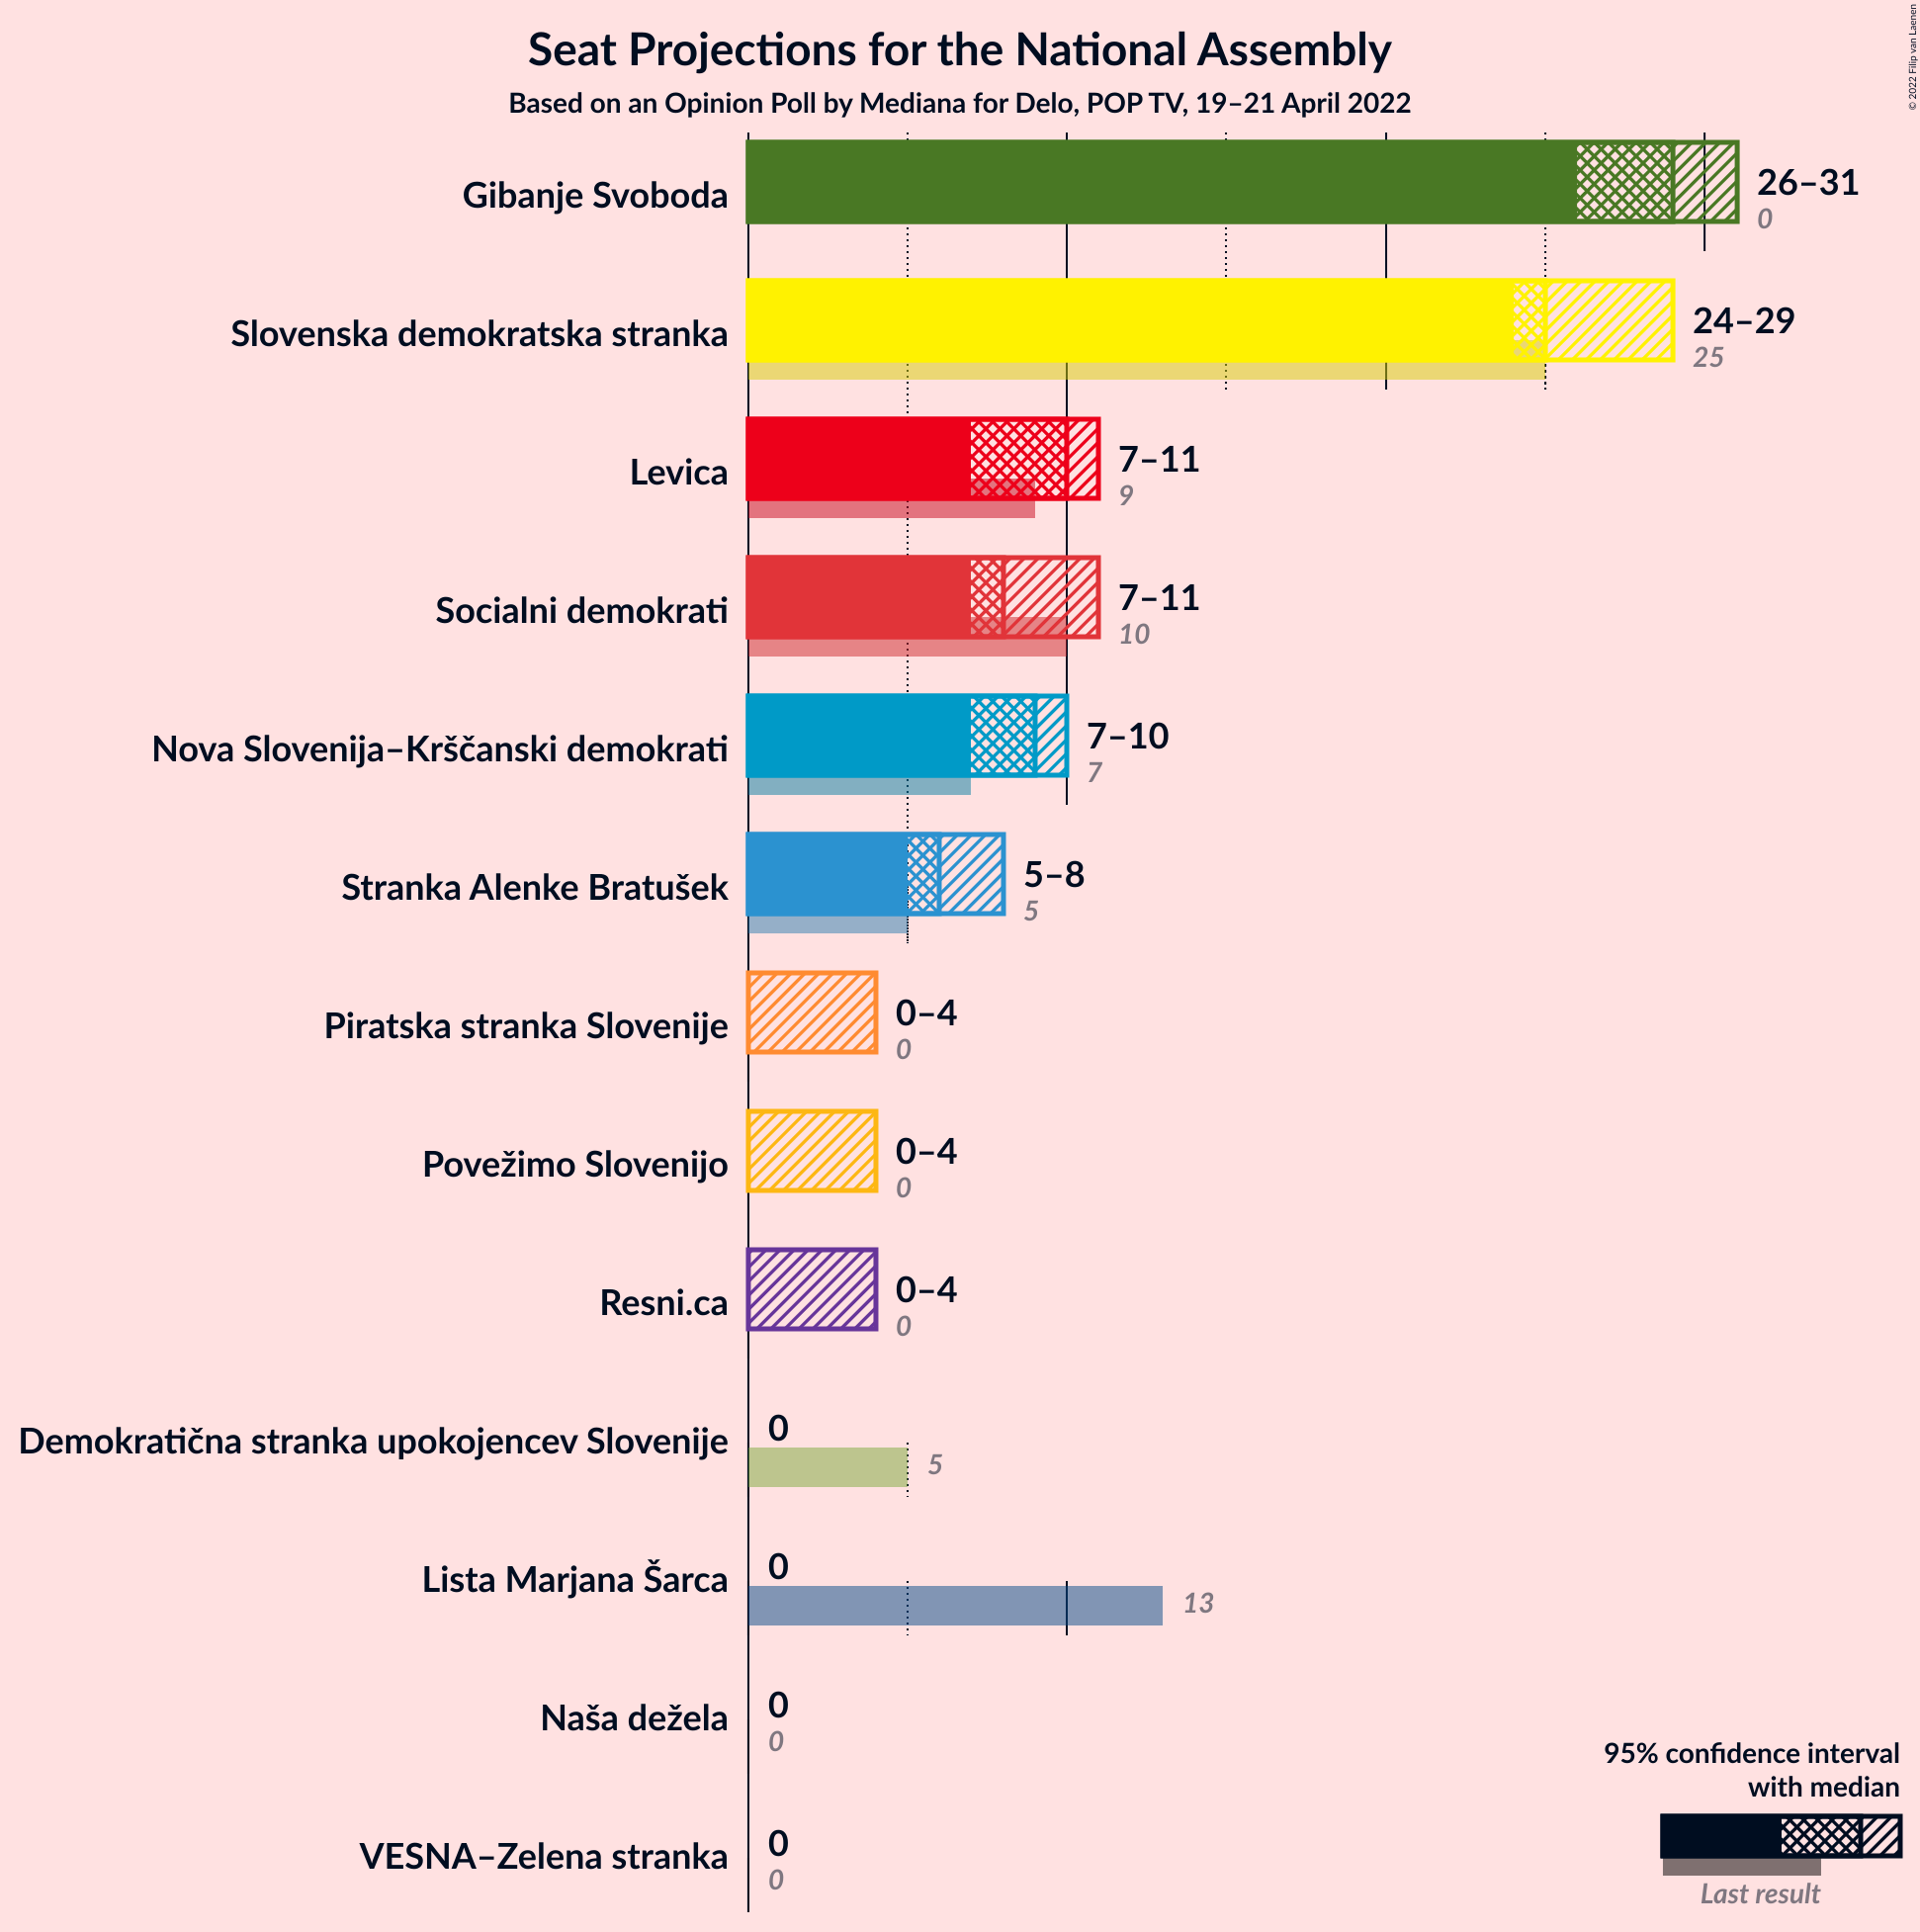 Seat Projections for the National Assembly
Based on an Opinion Poll by Mediana for Delo, POP TV, 19–21 April 2022
© 2022 Filip van Laenen
Gibanje Svoboda
26–31
0
Slovenska demokratska stranka
24–29
25
Levica
7–11
9
Socialni demokrati
7–11
10
Nova Slovenija–Krščanski demokrati
7–10
7
Stranka Alenke Bratušek
5–8
5
Piratska stranka Slovenije
0–4
0
Povežimo Slovenijo
0–4
0
Resni.ca
0–4
0
Demokratična stranka upokojencev Slovenije
0
5
Lista Marjana Šarca
0
13
Naša dežela
0
0
VESNA–Zelena stranka
0
0
95% confidence interval
with median
Last result